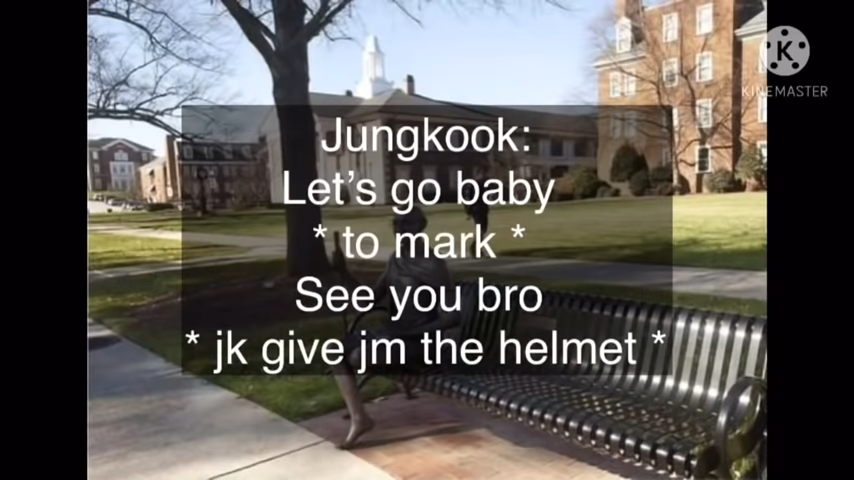 KINEMASTER
Jungkook:
Let's go baby
* to mark *
See you bro
* jk give jm the helmet *